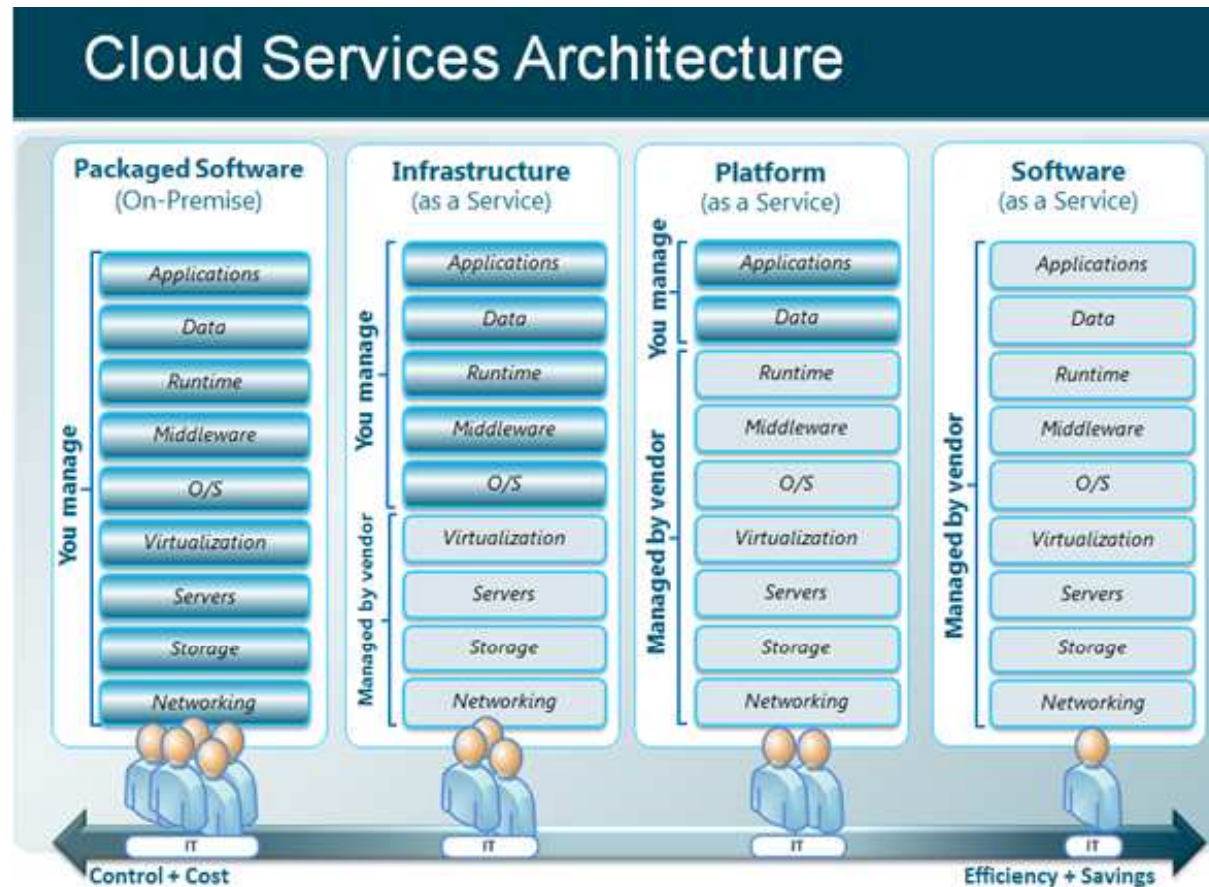 Cloud Services Architecture
Packaged Software
(On-Premise)
You manage
Applications
Data
Runtime
Middleware
O/S
Virtualization
Servers
Storage
Networking
IT
Infrastructure
(as a Service)
You manage
Applications
Data
Runtime
Middleware
O/S
Managed by vendor
Virtualization
Servers
Storage
Networking
IT
Platform
(as a Service)
You manage
Applications
Data
Managed by vendor
Runtime
Middleware
O/S
Virtualization
Servers
Storage
Networking
IT
Software
(as a Service)
Managed by vendor
Applications
Data
Runtime
Middleware
O/S
Virtualization
Servers
Storage
Networking
IT
Control + Cost
Efficiency + Savings